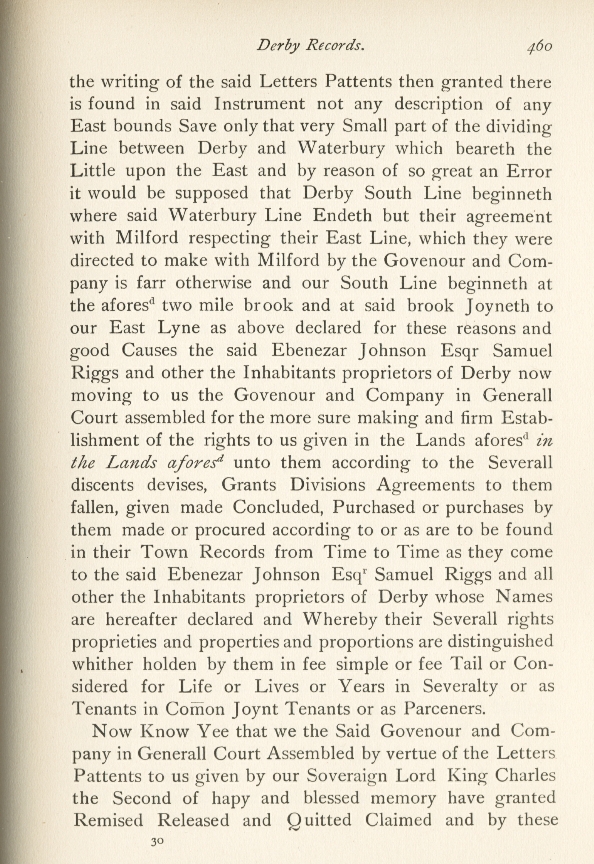 Derby Records. 460
the writing of the said Letters Pattents then granted there
is found in said Instrument not any description of any
East bounds Save only that very Small part of the dividing
Line between Derby and Waterbury which beareth the
Little upon the East and by reason of so great an Error
it would be supposed that Derby South Line beginneth
where said Waterbury Line Endeth but their agreement
with Milford respecting their East Line, which they were
directed to make with Milford by the Govenour and Com-
pany is farr otherwise and our South Line beginneth at
the aforesᵈ two mile brook and at said brook Joyneth to
our East Lyne as above declared for these reasons and
good Causes the said Ebenezar Johnson Esqr Samuel
Riggs and other the Inhabitants proprietors of Derby now
moving to us the Govenour and Company in Generall
Court assembled for the more sure making and firm Estab-
lishment of the rights to us given in the Lands aforesᵈ in
the Lands aforesᵈ unto them according to the Severall
discents devises, Grants Divisions Agreements to them
fallen, given made Concluded, Purchased or purchases by
them made or procured according to or as are to be found
in their Town Records from Time to Time as they come
to the said Ebenezar Johnson Esqʳ Samuel Riggs and all
other the Inhabitants proprietors of Derby whose Names
are hereafter declared and Whereby their Severall rights
proprieties and properties and proportions are distinguished
whither holden by them in fee simple or fee Tail or Con-
sidered for Life or Lives or Years in Severalty or as
Tenants in Com̅on Joynt Tenants or as Parceners.
Now Know Yee that we the Said Govenour and Com-
pany in Generall Court Assembled by vertue of the Letters
Pattents to us given by our Soveraign Lord King Charles
the Second of hapy and blessed memory have granted
Remised Released and Quitted Claimed and by these
30